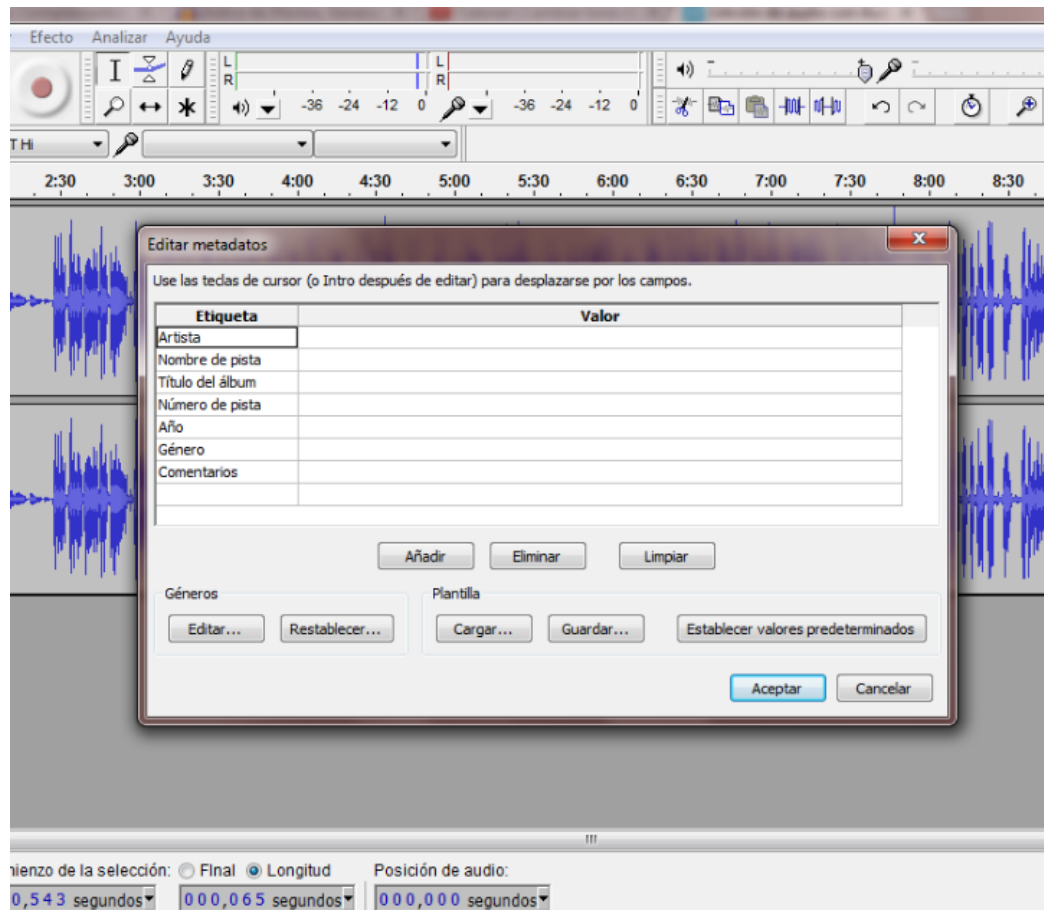 Efecto Analizar Ayuda
L
R
L
R
-36 -24 -12 0 -36 -24 -12 0
T Hi
2:30 3:00 3:30 4:00 4:30 5:00 5:30 6:00 6:30 7:00 7:30 8:00 8:30
Editar metadatos
Use las teclas de cursor (o Intro después de editar) para desplazarse por los campos.
Etiqueta Valor
Artista
Nombre de pista
Título del álbum
Número de pista
Año
Género
Comentarios
Añadir Eliminar Limpiar
Géneros Plantilla
Editar... Restablecer... Cargar... Guardar... Establecer valores predeterminados
Aceptar Cancelar
mienzo de la selección: FInal Longitud Posición de audio:
0,543 segundos 000,065 segundos 000,000 segundos